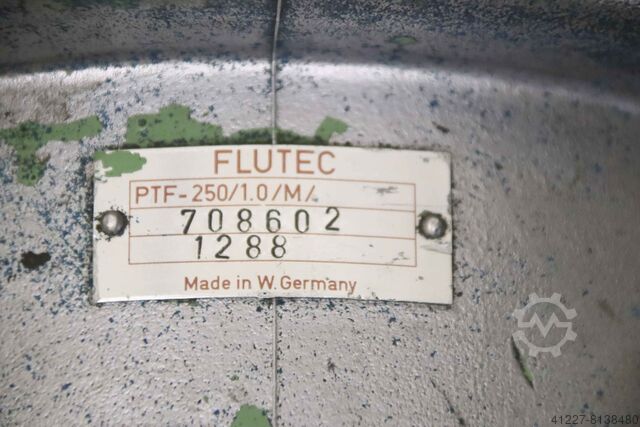 FLUTEC
PTF-250/1.0/M/
708602
1288
Made in W. Germany
41227-8138480